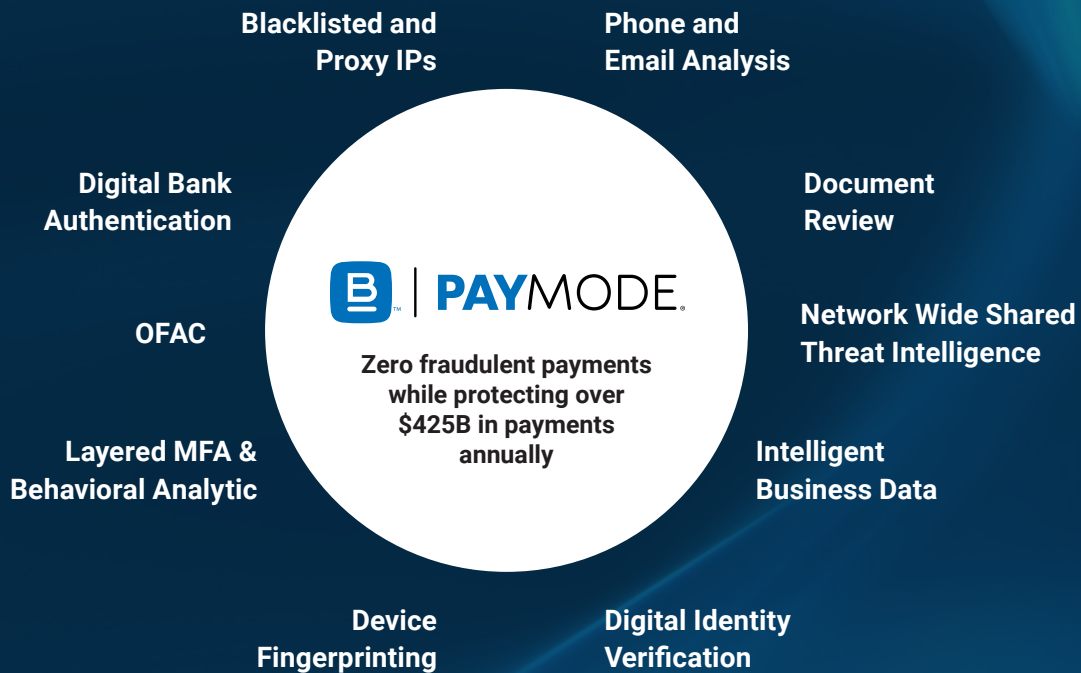 Blacklisted and
Proxy IPs
Phone and
Email Analysis
Digital Bank
Authentication
Document
Review
OFAC
Network Wide Shared
Threat Intelligence
B™ | PAYMODE®
Zero fraudulent payments
while protecting over
$425B in payments
annually
Layered MFA &
Behavioral Analytic
Intelligent
Business Data
Device
Fingerprinting
Digital Identity
Verification